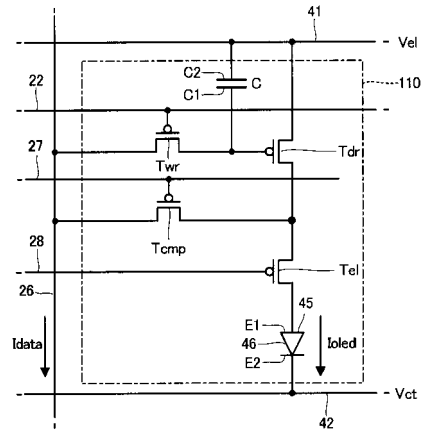 41
Vel
C2
C
C1
110
22
27
Twr
Tdr
Tcmp
28
Tel
26
45
E1
46
E2
Idata
Ioled
Vct
42